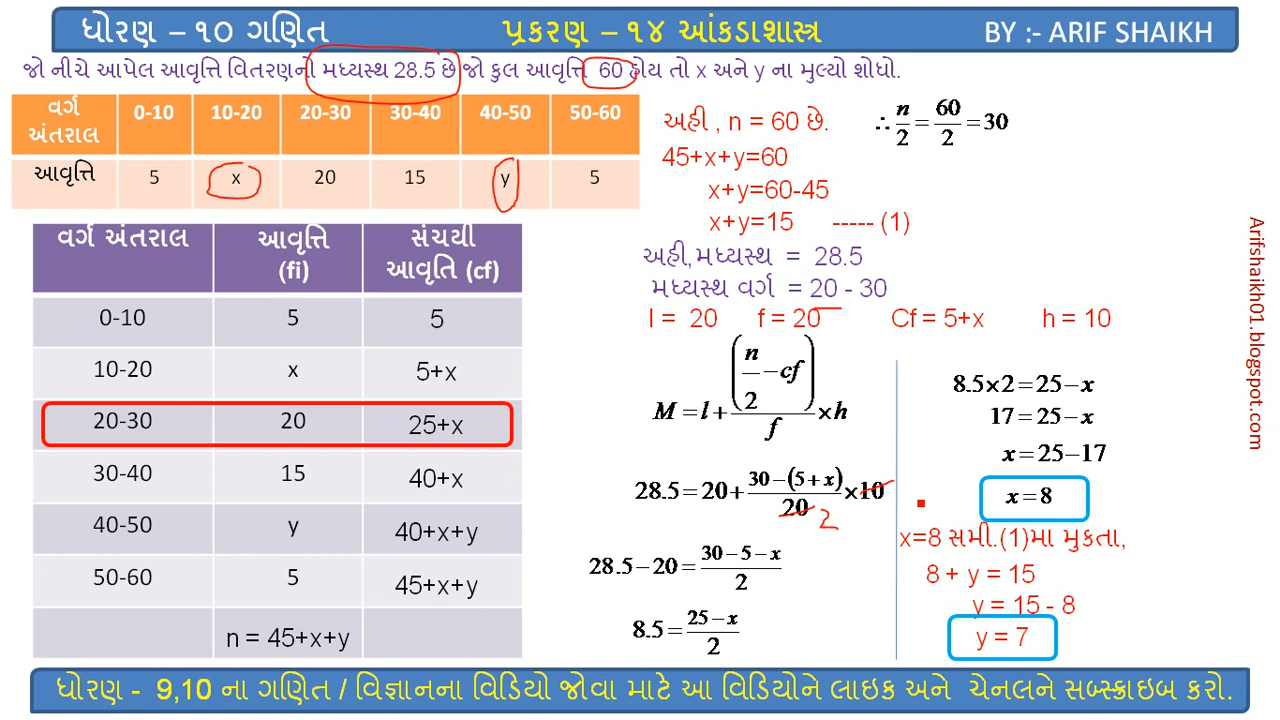 ધોરણ – ૧૦ ગણિત પ્રકરણ – ૧૪ આંકડાશાસ્ત્ર BY :- ARIF SHAIKH
જો નીચે આપેલ આવૃત્તિ વિતરણનો મધ્યસ્થ 28.5 છે જો કુલ આવૃત્તિ 60 હોય તો x અને y ના મુલ્યો શોધો.
વર્ગ અંતરાલ 0-10 10-20 20-30 30-40 40-50 50-60
આવૃત્તિ 5 x 20 15 y 5
વર્ગ અંતરાલ આવૃત્તિ (fi) સંચયી આવૃતિ (cf)
0-10 5 5
10-20 x 5+x
20-30 20 25+x
30-40 15 40+x
40-50 y 40+x+y
50-60 5 45+x+y
n = 45+x+y
અહી , n = 60 છે. ∴ n/2 = 60/2 = 30
45+x+y=60
x+y=60-45
x+y=15 ----- (1)
અહી,મધ્યસ્થ = 28.5
મધ્યસ્થ વર્ગ = 20 - 30
l = 20 f = 20 Cf = 5+x h = 10
M = l + (n/2 – cf)/f × h
28.5 = 20 + (30 – (5 + x))/20 × 10
2
28.5 – 20 = (30 – 5 – x)/2
8.5 = (25 – x)/2
8.5×2 = 25 – x
17 = 25 – x
x = 25 – 17
x = 8
x=8 સમી.(1)મા મુકતા,
8 + y = 15
y = 15 - 8
y = 7
Arifshaikh01.blogspot.com
ધોરણ - 9,10 ના ગણિત / વિજ્ઞાનના વિડિયો જોવા માટે આ વિડિયોને લાઇક અને ચેનલને સબ્સ્ક્રાઇબ કરો.